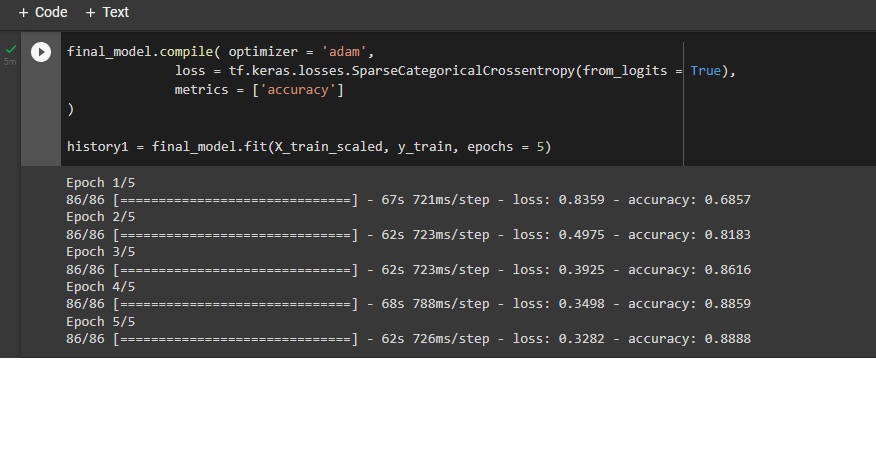 + Code + Text
5m
final_model.compile( optimizer = 'adam',
loss = tf.keras.losses.SparseCategoricalCrossentropy(from_logits = True),
metrics = ['accuracy']
)
history1 = final_model.fit(X_train_scaled, y_train, epochs = 5)
Epoch 1/5
86/86 [==============================] - 67s 721ms/step - loss: 0.8359 - accuracy: 0.6857
Epoch 2/5
86/86 [==============================] - 62s 723ms/step - loss: 0.4975 - accuracy: 0.8183
Epoch 3/5
86/86 [==============================] - 62s 723ms/step - loss: 0.3925 - accuracy: 0.8616
Epoch 4/5
86/86 [==============================] - 68s 788ms/step - loss: 0.3498 - accuracy: 0.8859
Epoch 5/5
86/86 [==============================] - 62s 726ms/step - loss: 0.3282 - accuracy: 0.8888